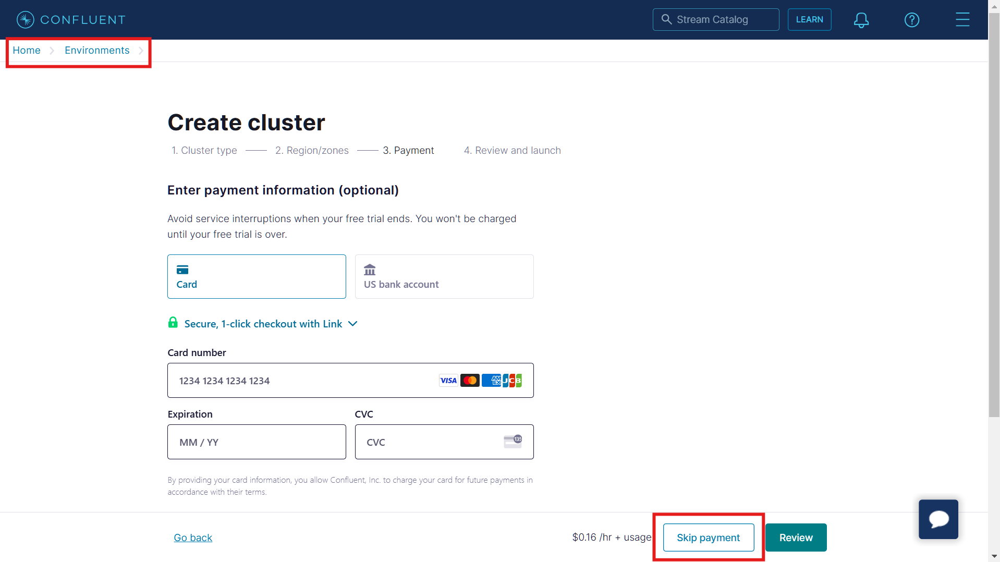 CONFLUENT
Stream Catalog
LEARN
Home
Environments
Create cluster
1. Cluster type
2. Region/zones
3. Payment
4. Review and launch
Enter payment information (optional)
Avoid service interruptions when your free trial ends. You won't be charged
until your free trial is over.
Card
US bank account
Secure, 1-click checkout with Link
Card number
1234 1234 1234 1234
VISA
AM
EX
JCB
Expiration
CVC
MM / YY
CVC
135
By providing your card information, you allow Confluent, Inc. to charge your card for future payments in
accordance with their terms.
Go back
$0.16 /hr + usage
Skip payment
Review